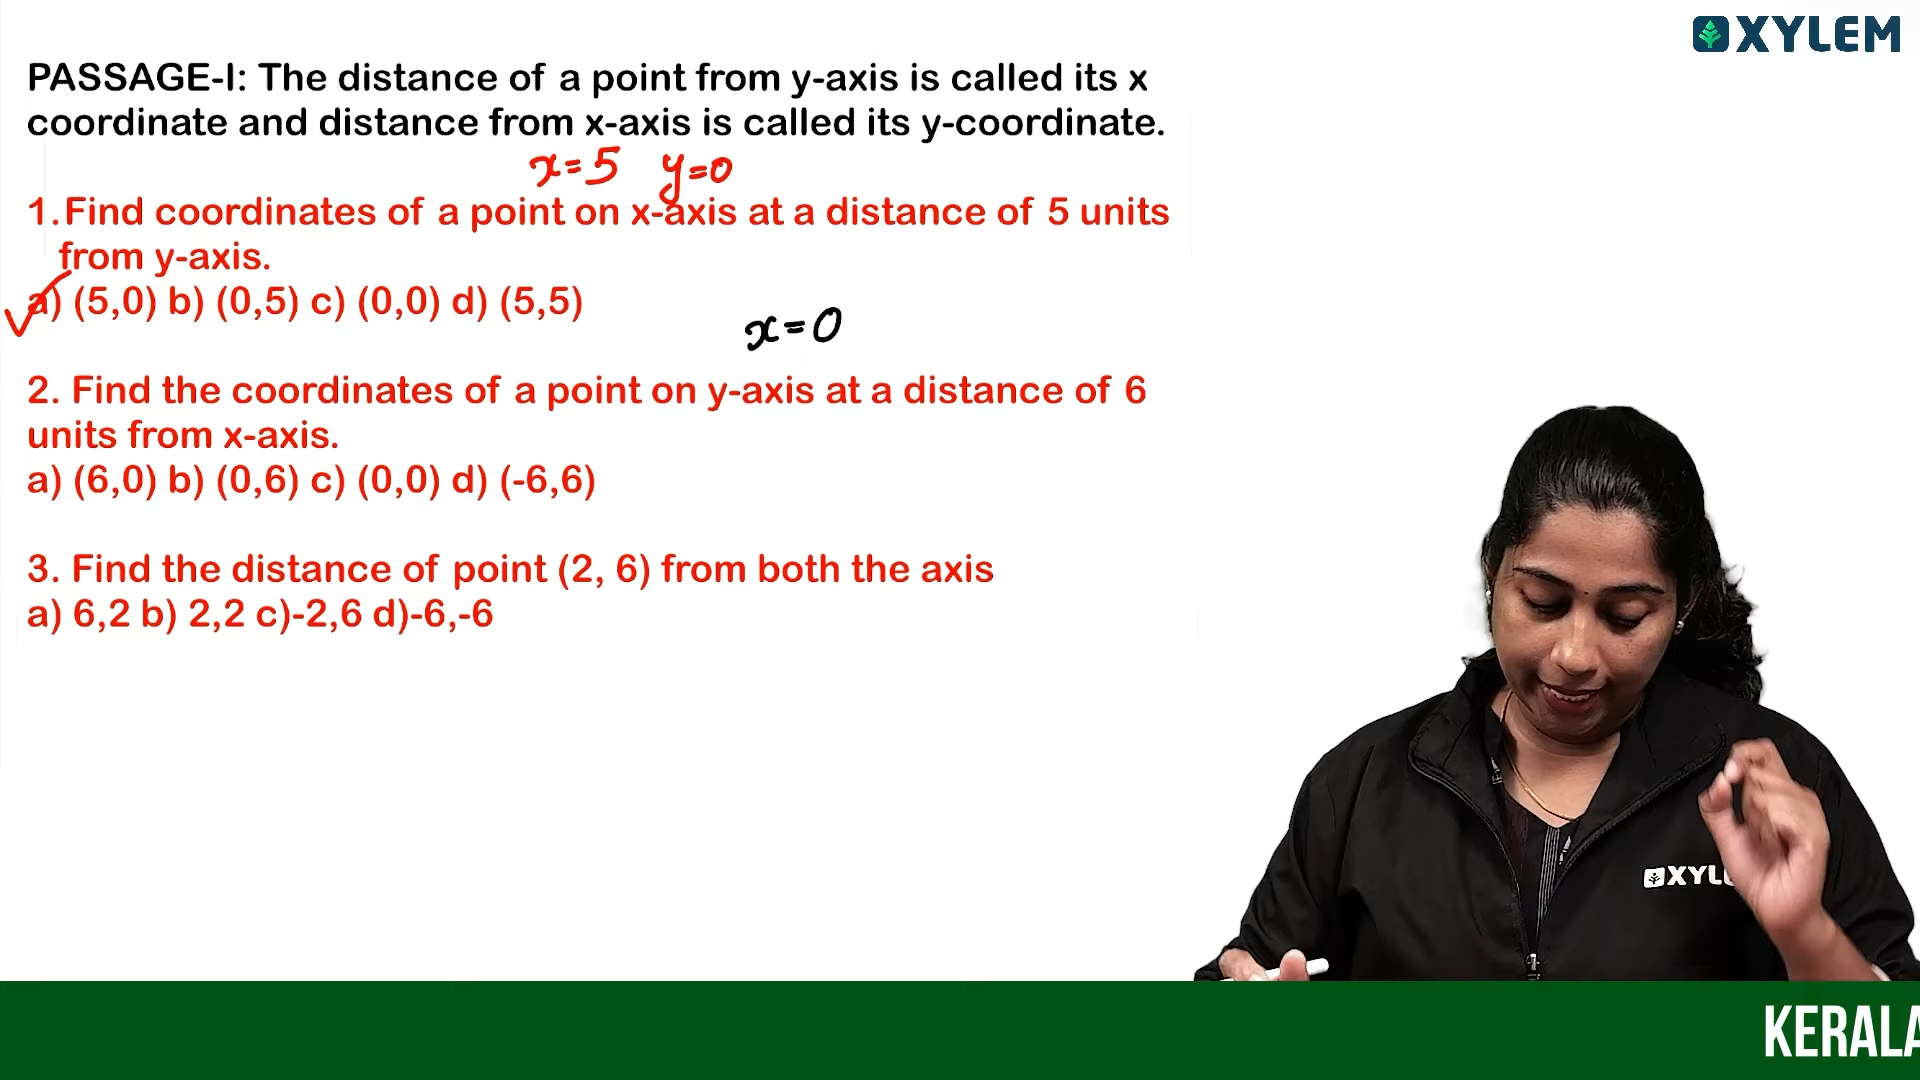 XYLEM
PASSAGE-I: The distance of a point from y-axis is called its x
coordinate and distance from x-axis is called its y-coordinate.
x=5 y=0
1. Find coordinates of a point on x-axis at a distance of 5 units
from y-axis.
a) (5,0) b) (0,5) c) (0,0) d) (5,5)
x=0
2. Find the coordinates of a point on y-axis at a distance of 6
units from x-axis.
a) (6,0) b) (0,6) c) (0,0) d) (-6,6)
3. Find the distance of point (2, 6) from both the axis
a) 6,2 b) 2,2 c)-2,6 d)-6,-6
XYL
KERALA